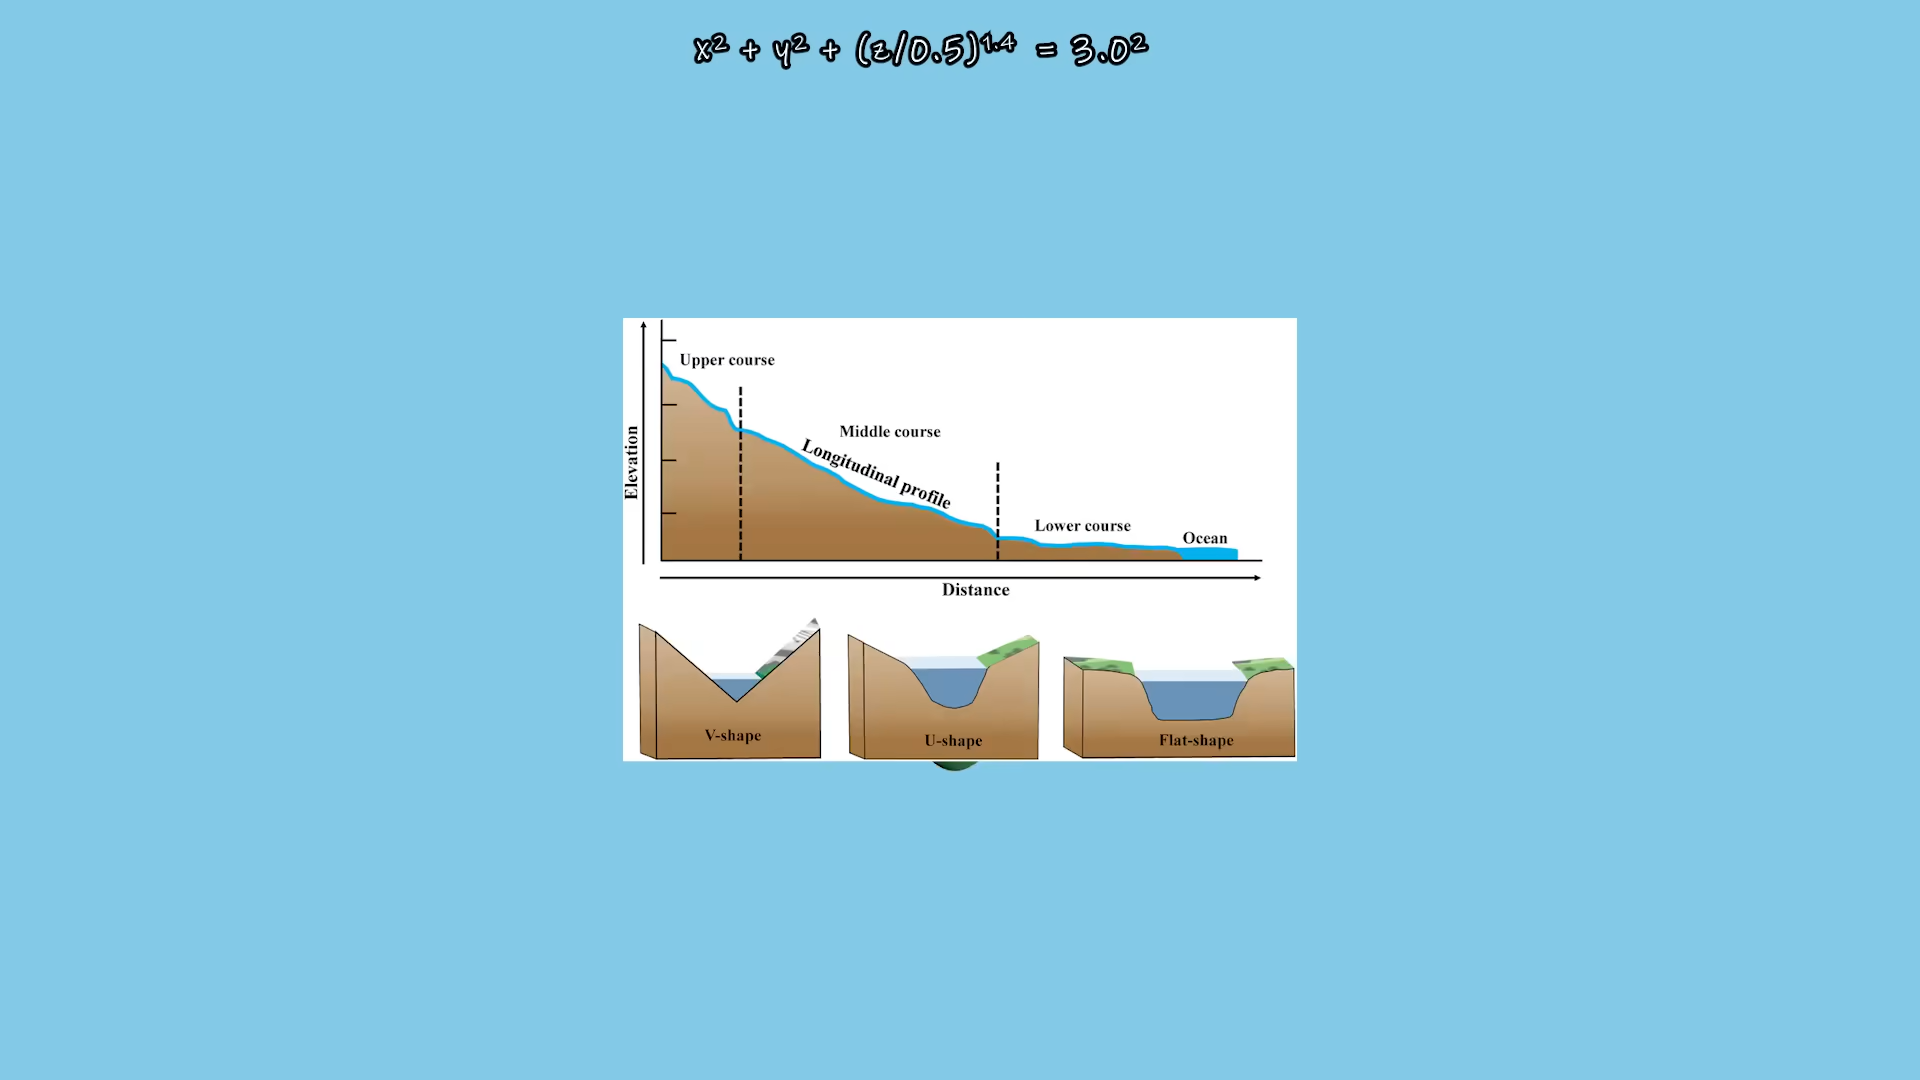 x² + y² + (z/0.5)¹·⁴ = 3.0²
Upper course
Middle course
Longitudinal profile
Elevation
Lower course
Ocean
Distance
V-shape
U-shape
Flat-shape